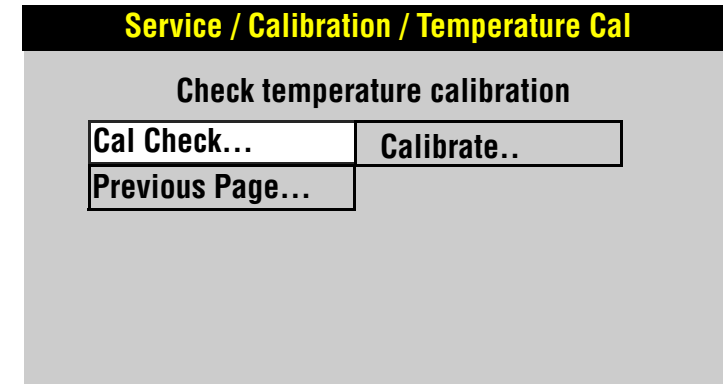 Service / Calibration / Temperature Cal
Check temperature calibration
Cal Check... Calibrate..
Previous Page...